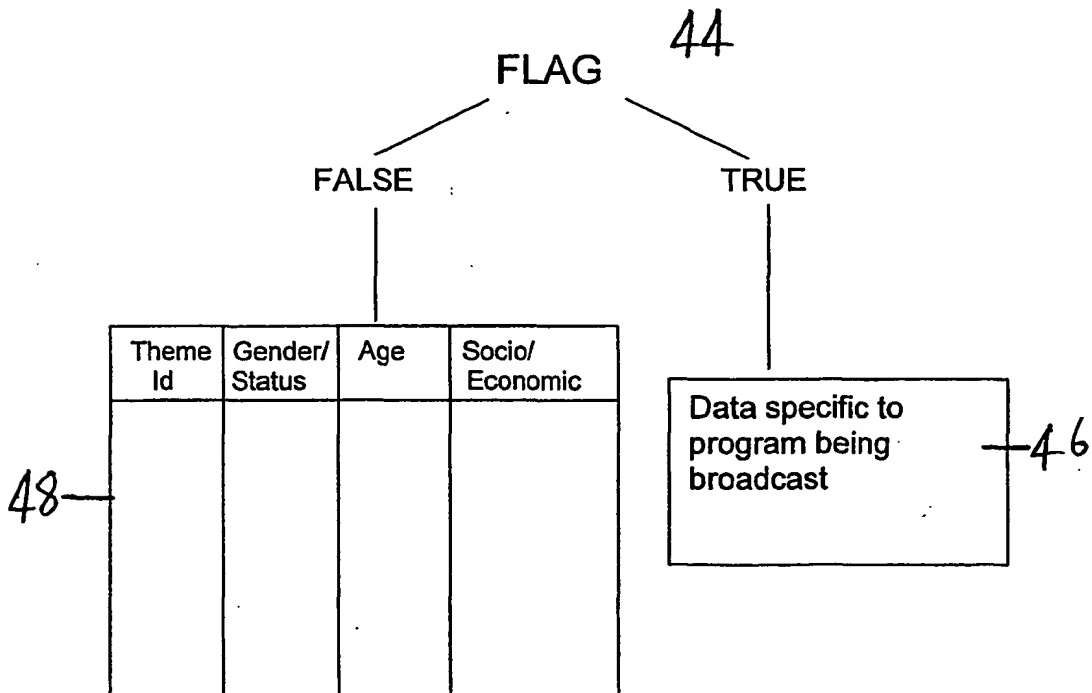 44
FLAG
FALSE
TRUE
Theme
Id
Gender/
Status
Age
Socio/
Economic
Data specific to
program being
broadcast
46
48